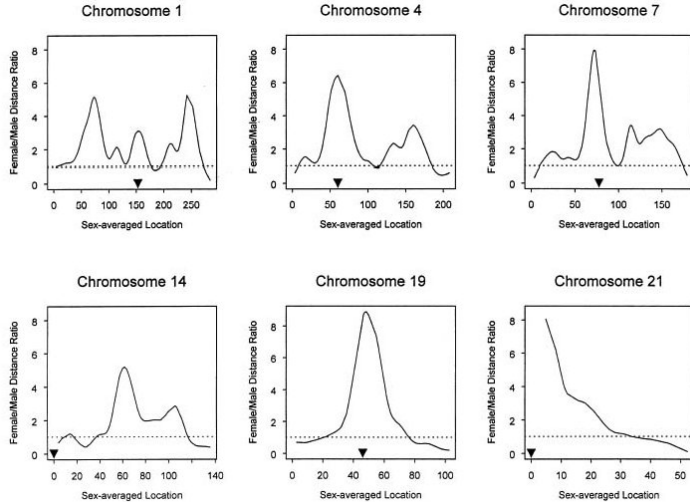 Chromosome 1
Chromosome 4
Chromosome 7
Female/Male Distance Ratio
8
6
4
2
0
0 50 100 150 200 250
Sex-averaged Location
Female/Male Distance Ratio
8
6
4
2
0
0 50 100 150 200
Sex-averaged Location
Female/Male Distance Ratio
8
6
4
2
0
0 50 100 150
Sex-averaged Location
Chromosome 14
Chromosome 19
Chromosome 21
Female/Male Distance Ratio
8
6
4
2
0
0 20 40 60 80 100 140
Sex-averaged Location
Female/Male Distance Ratio
8
6
4
2
0
0 20 40 60 80 100
Sex-averaged Location
Female/Male Distance Ratio
8
6
4
2
0
0 10 20 30 40 50
Sex-averaged Location